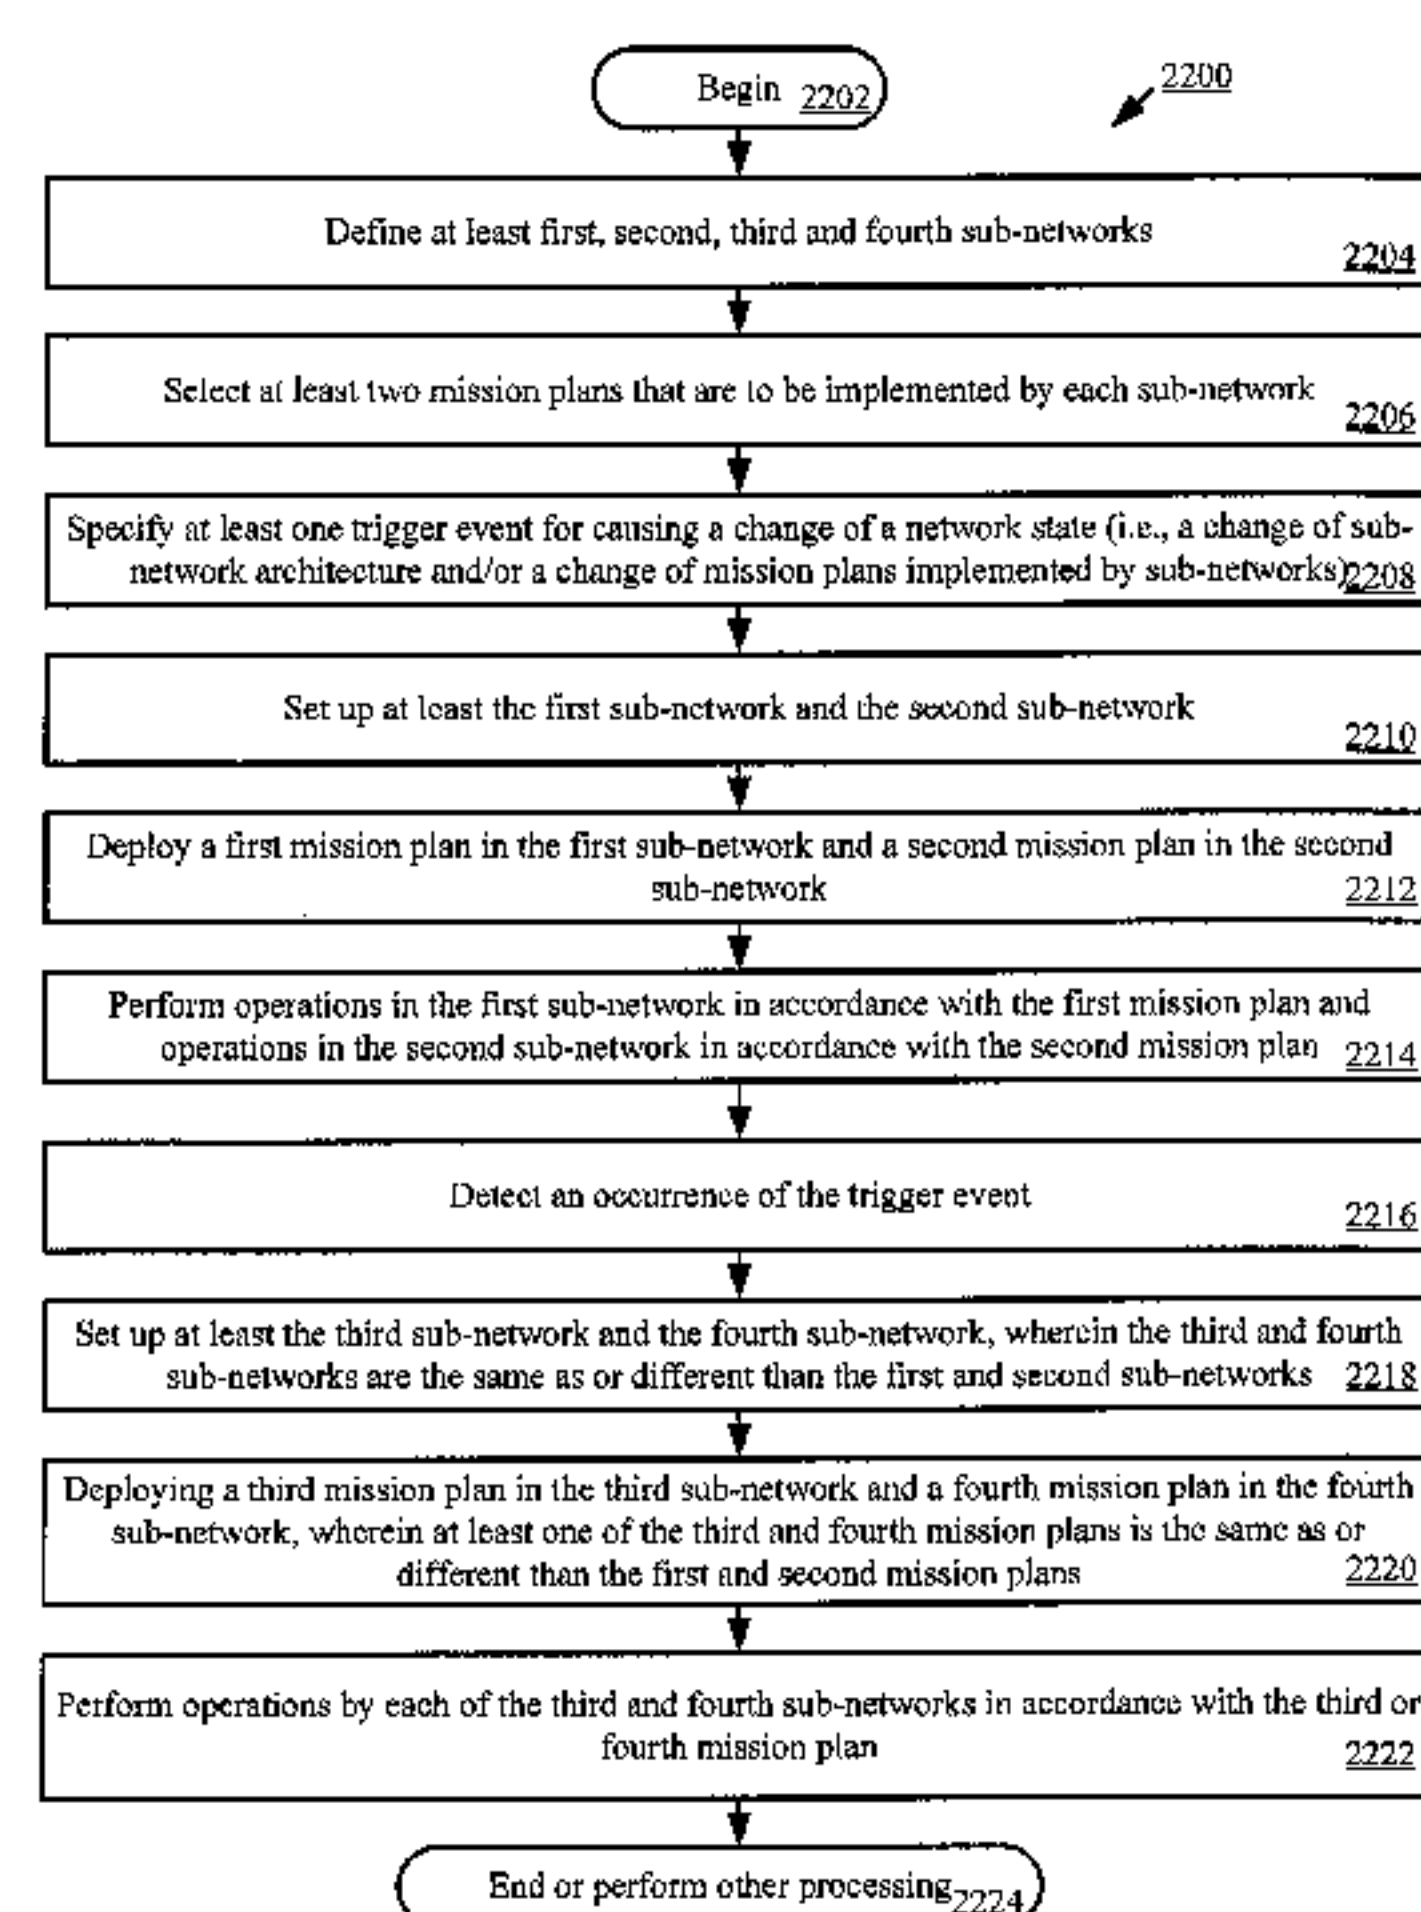 Begin 2202
2200
Define at least first, second, third and fourth sub-networks
2204
Select at least two mission plans that are to be implemented by each sub-network
2206
Specify at least one trigger event for causing a change of a network state (i.e., a change of sub-
network architecture and/or a change of mission plans implemented by sub-networks) 2208
Set up at least the first sub-network and the second sub-network
2210
Deploy a first mission plan in the first sub-network and a second mission plan in the second
sub-network 2212
Perform operations in the first sub-network in accordance with the first mission plan and
operations in the second sub-network in accordance with the second mission plan 2214
Detect an occurrence of the trigger event
2216
Set up at least the third sub-network and the fourth sub-network, wherein the third and fourth
sub-networks are the same as or different than the first and second sub-networks 2218
Deploying a third mission plan in the third sub-network and a fourth mission plan in the fourth
sub-network, wherein at least one of the third and fourth mission plans is the same as or
different than the first and second mission plans 2220
Perform operations by each of the third and fourth sub-networks in accordance with the third or
fourth mission plan 2222
End or perform other processing 2224